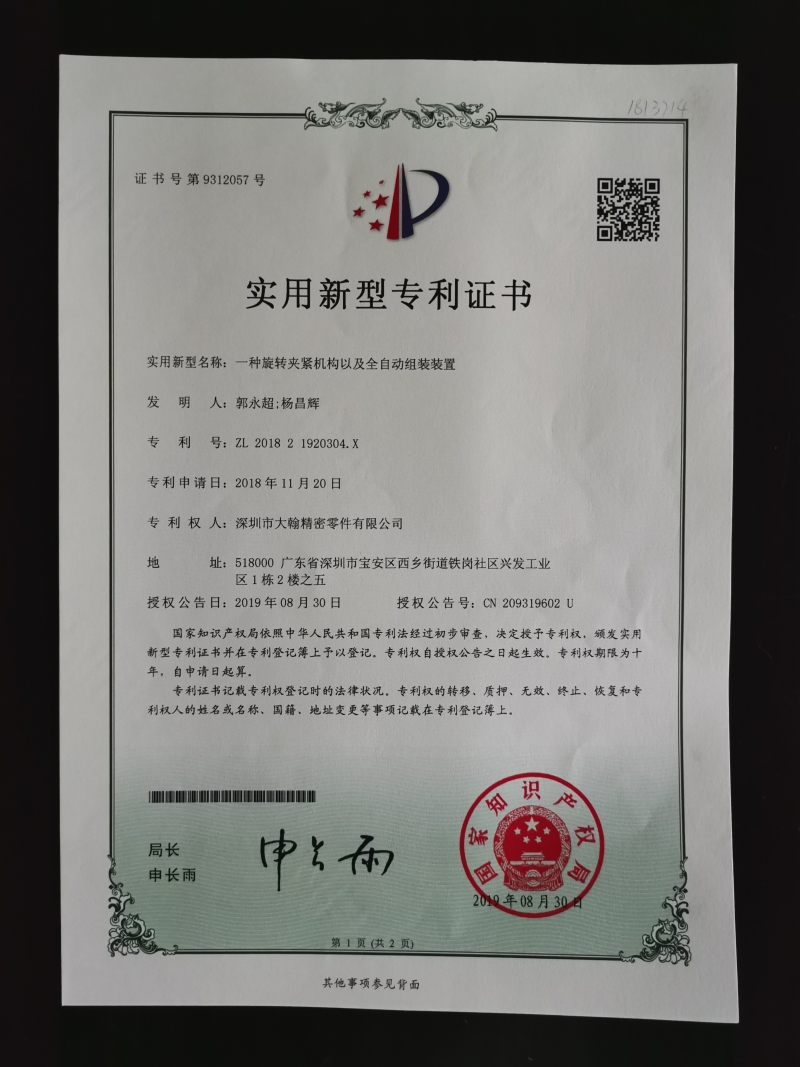 1813714
证书号第9312057号
实用新型专利证书
实用新型名称：一种旋转夹紧机构以及全自动组装装置
发明人：郭永超;杨昌辉
专利号：ZL 2018 2 1920304.X
专利申请日：2018年11月20日
专利权人：深圳市大翰精密零件有限公司
地址：518000 广东省深圳市宝安区西乡街道铁岗社区兴发工业
区1栋2楼之五
授权公告日：2019年08月30日 授权公告号：CN 209319602 U
国家知识产权局依照中华人民共和国专利法经过初步审查，决定授予专利权，颁发实用
新型专利证书并在专利登记簿上予以登记。专利权自授权公告之日起生效。专利权期限为十
年，自申请日起算。
专利证书记载专利权登记时的法律状况。专利权的转移、质押、无效、终止、恢复和专
利权人的姓名或名称、国籍、地址变更等事项记载在专利登记簿上。
局长
申长雨
申长雨
国家知识产权局
2019年08月30日
第 1 页 (共 2 页)
其他事项参见背面